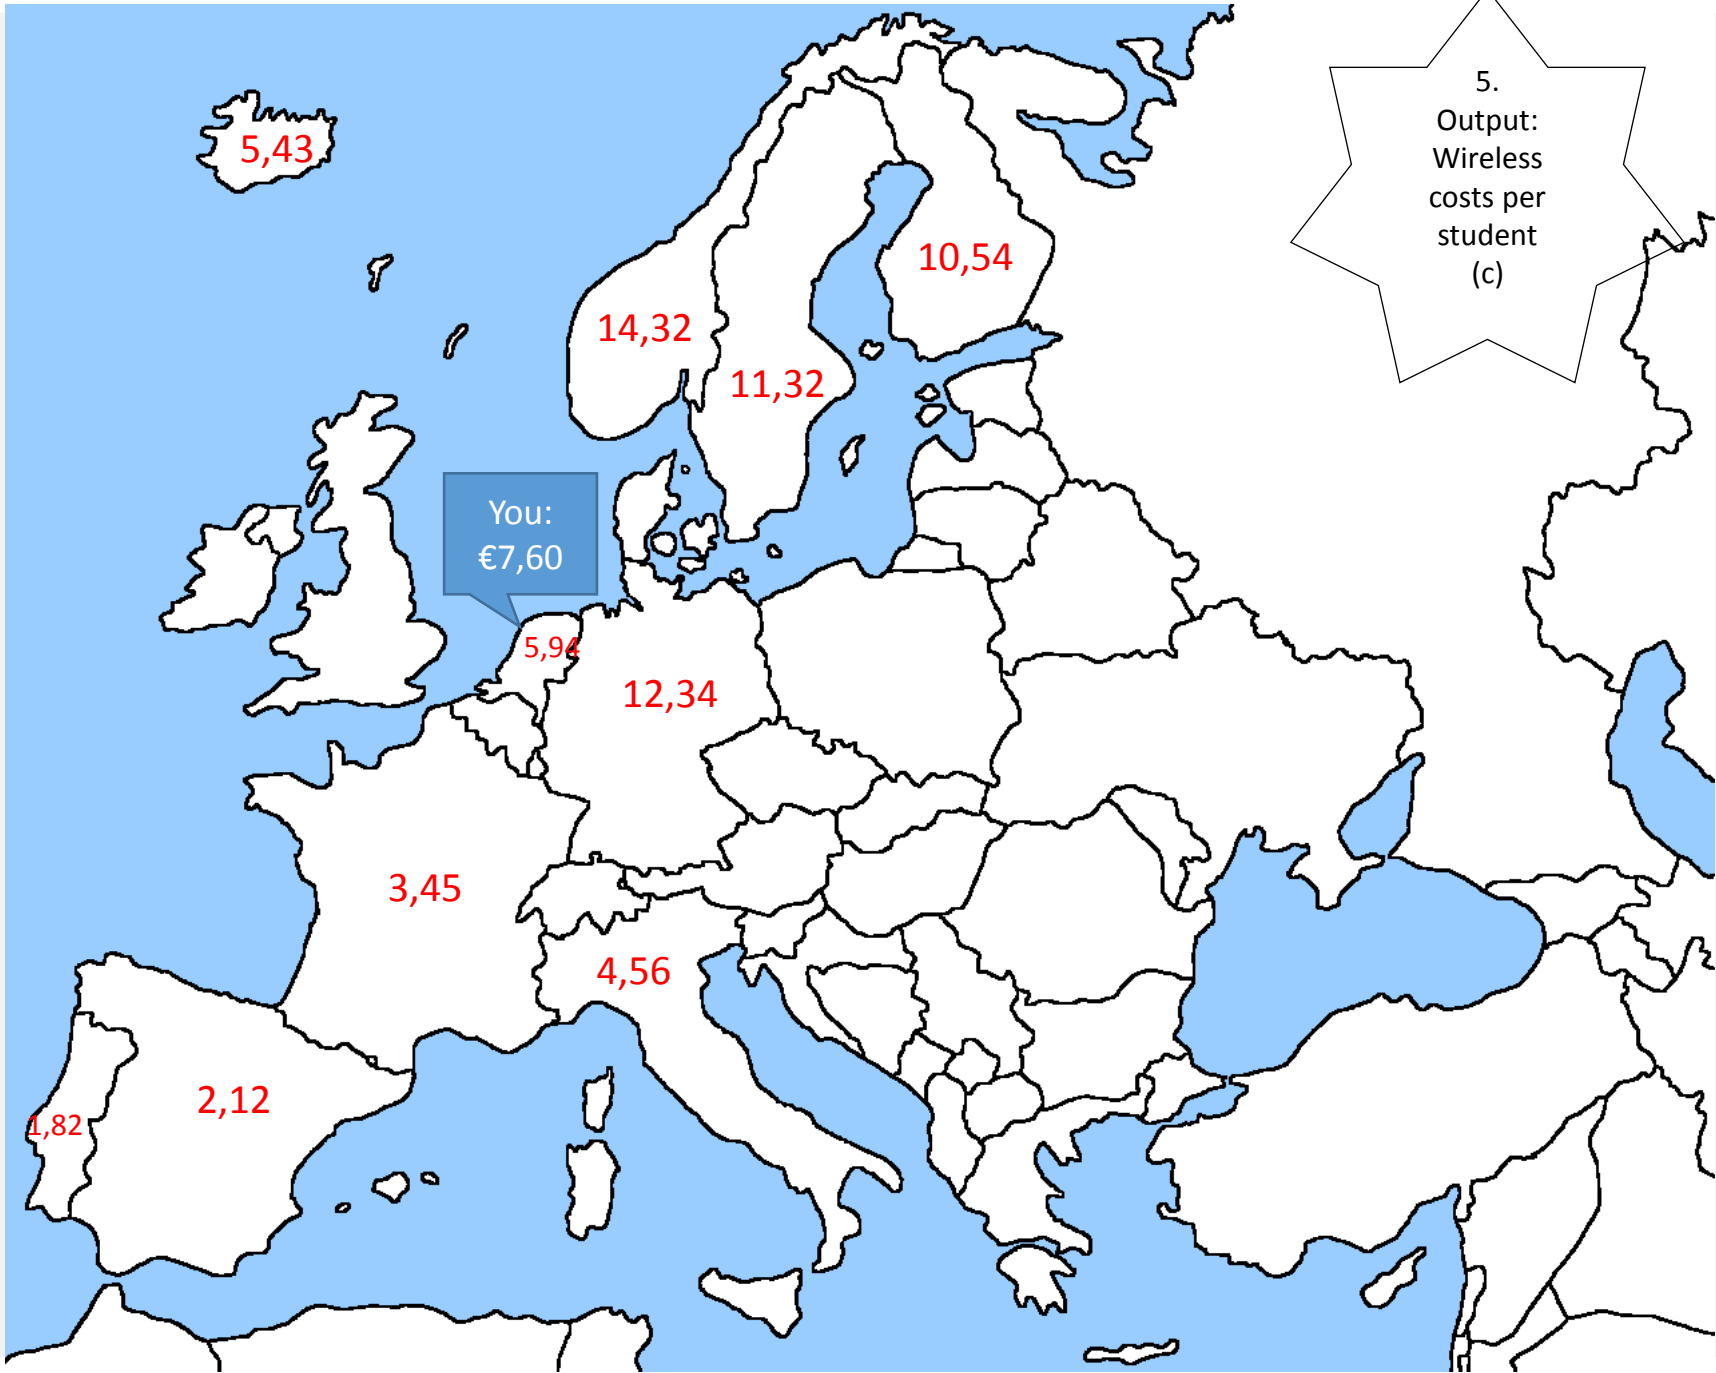 5.
Output:
Wireless
costs per
student
(c)
5,43
10,54
14,32
11,32
You:
€7,60
5,94
12,34
3,45
4,56
2,12
1,82